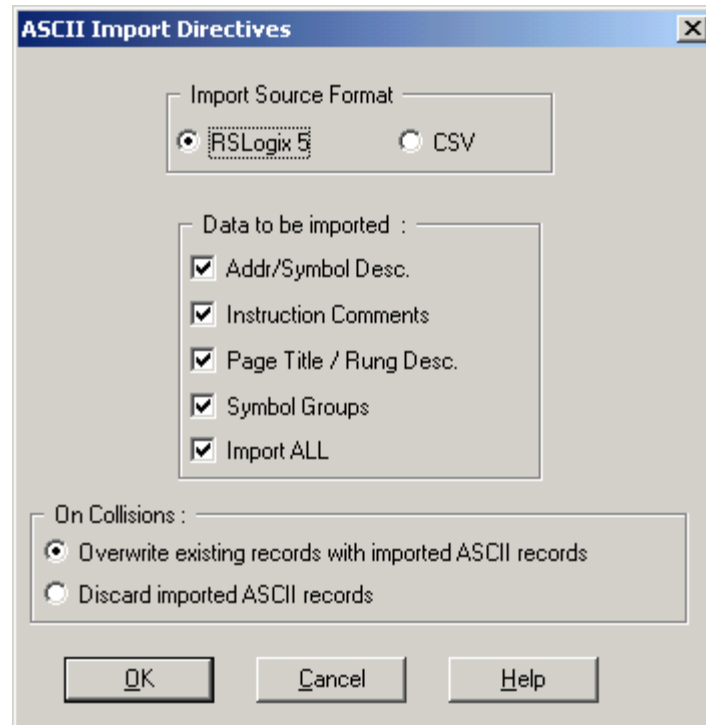 ASCII Import Directives
Import Source Format
RSLogix 5 CSV
Data to be imported :
Addr/Symbol Desc.
Instruction Comments
Page Title / Rung Desc.
Symbol Groups
Import ALL
On Collisions :
Overwrite existing records with imported ASCII records
Discard imported ASCII records
OK Cancel Help